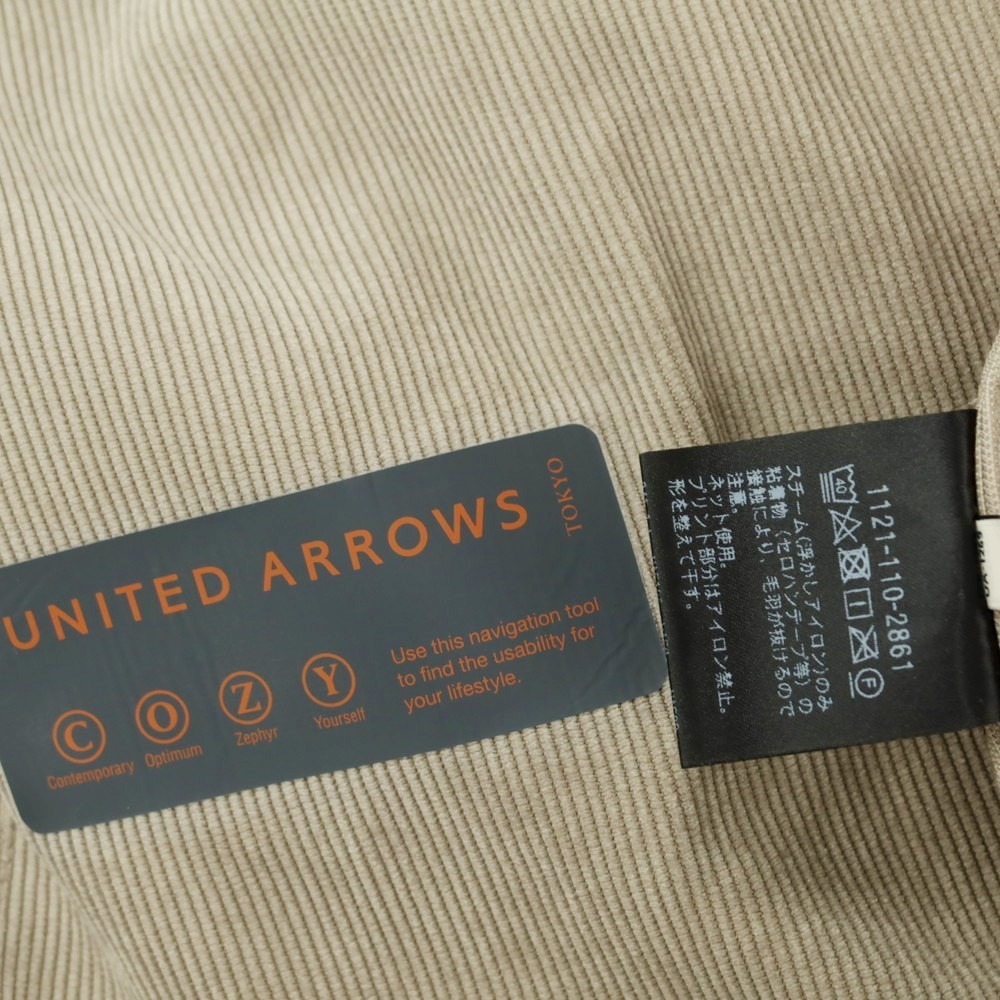 UNITED ARROWS
TOKYO
C O Z Y
Contemporary Optimum Zephyr Yourself
Use this navigation tool
to find the usability for
your lifestyle.
1121-110-2861
40 F
スチーム(浮かしアイロン)のみ
粘着物(セロハンテープ等)の
接触により、毛羽が抜けるので
注意。
ネット使用。
プリント部分はアイロン禁止。
形を整えて干す。